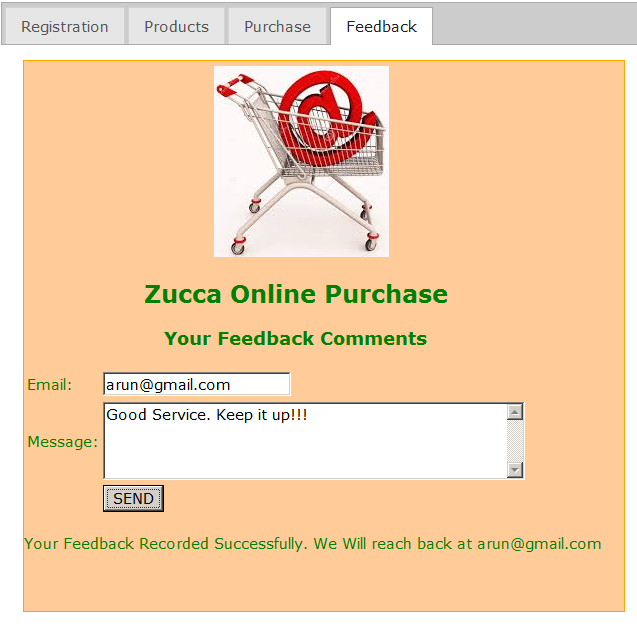 Registration Products Purchase Feedback
@
Zucca Online Purchase
Your Feedback Comments
Email: arun@gmail.com
Good Service. Keep it up!!!
Message:
SEND
Your Feedback Recorded Successfully. We Will reach back at arun@gmail.com